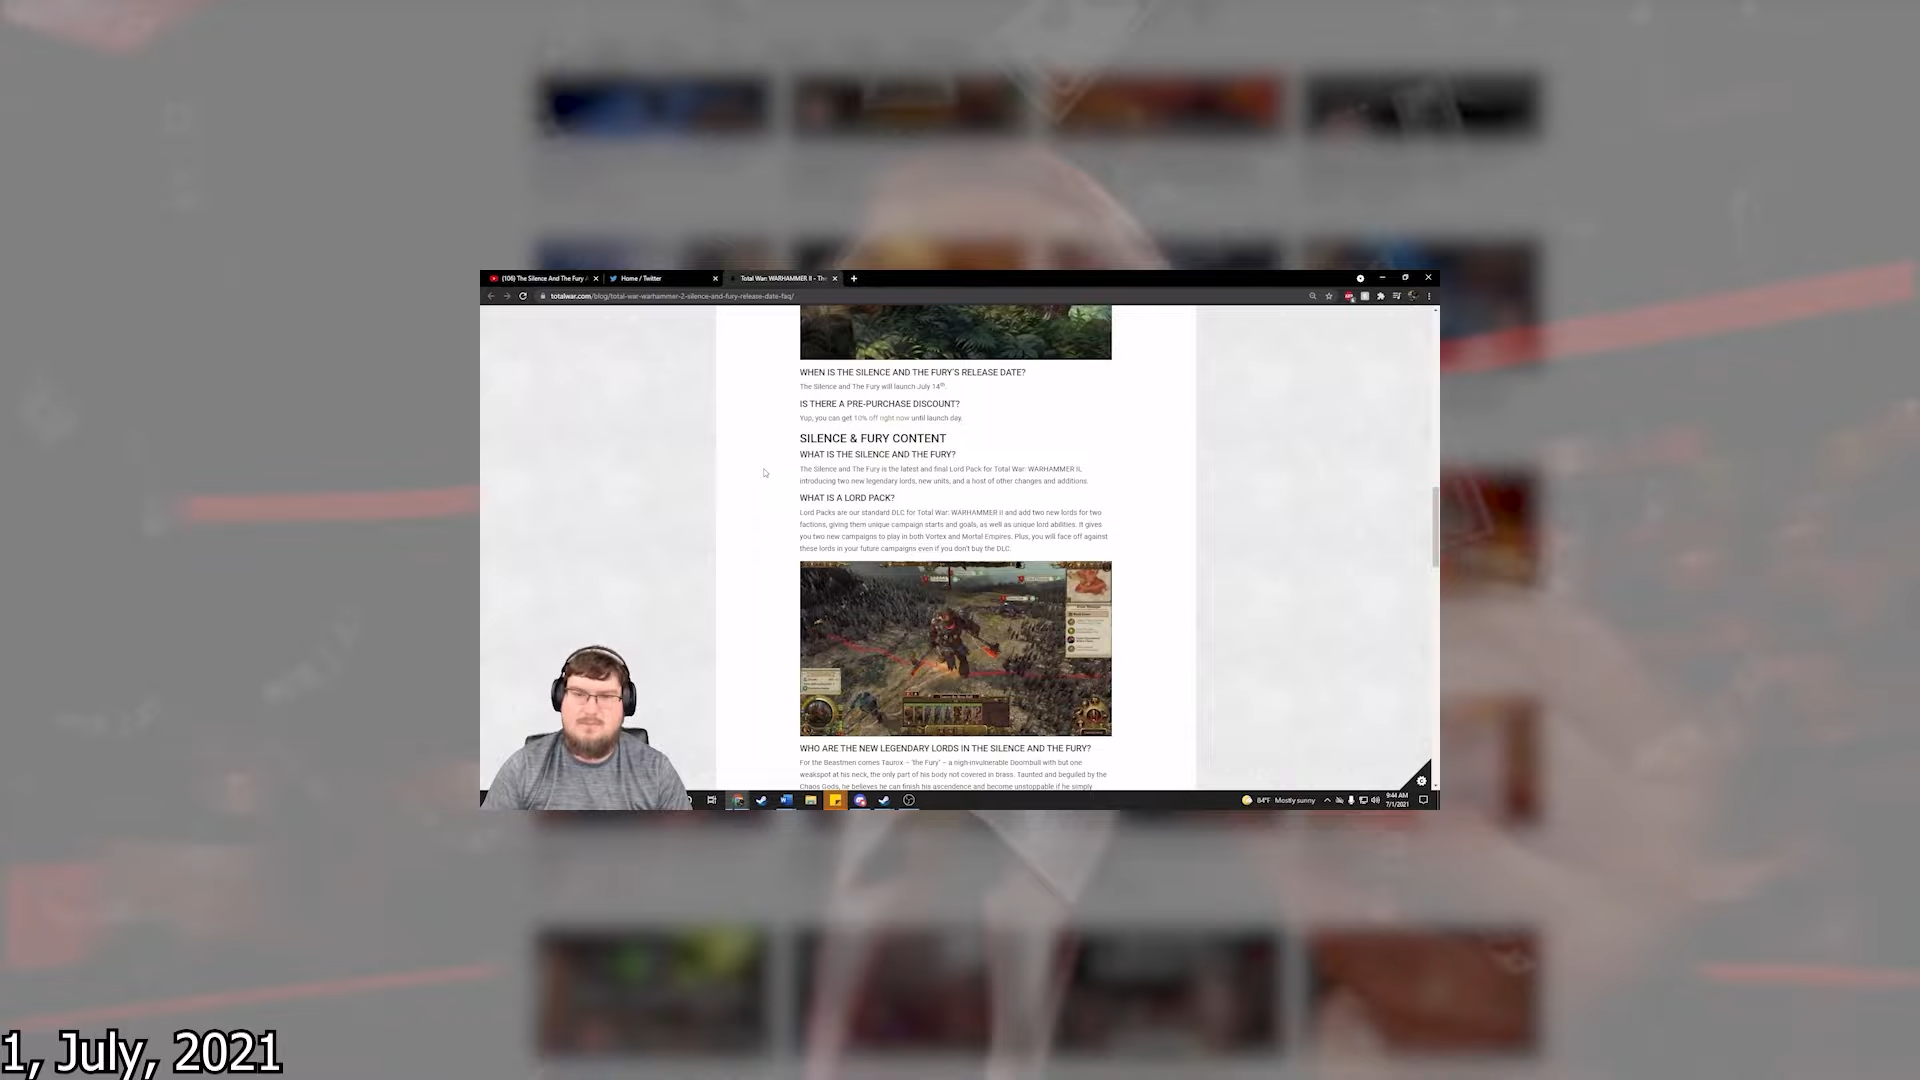 (106) The Silence And The Fury
Home / Twitter
Total War: WARHAMMER II - The
totalwar.com/blog/total-war-warhammer-2-silence-and-fury-release-date-faq/
WHEN IS THE SILENCE AND THE FURY'S RELEASE DATE?
The Silence and The Fury will launch July 14th.
IS THERE A PRE-PURCHASE DISCOUNT?
Yup, you can get 10% off right now until launch day.
SILENCE & FURY CONTENT
WHAT IS THE SILENCE AND THE FURY?
The Silence and The Fury is the latest and final Lord Pack for Total War: WARHAMMER II,
introducing two new legendary lords, new units, and a host of other changes and additions.
WHAT IS A LORD PACK?
Lord Packs are our standard DLC for Total War: WARHAMMER II and add two new lords for two
factions, giving them unique campaign starts and goals, as well as unique lord abilities. It gives
you two new campaigns to play in both Vortex and Mortal Empires. Plus, you will face off against
these lords in your future campaigns even if you don't buy the DLC.
WHO ARE THE NEW LEGENDARY LORDS IN THE SILENCE AND THE FURY?
For the Beastmen comes Taurox – 'the Fury' – a nigh-invulnerable Doombull with but one
weakspot at his neck, the only part of his body not covered in brass. Taunted and beguiled by the
Chaos Gods, he believes he can finish his ascendence and become unstoppable if he simply
84°F Mostly sunny
9:44 AM
7/1/2021
1, July, 2021